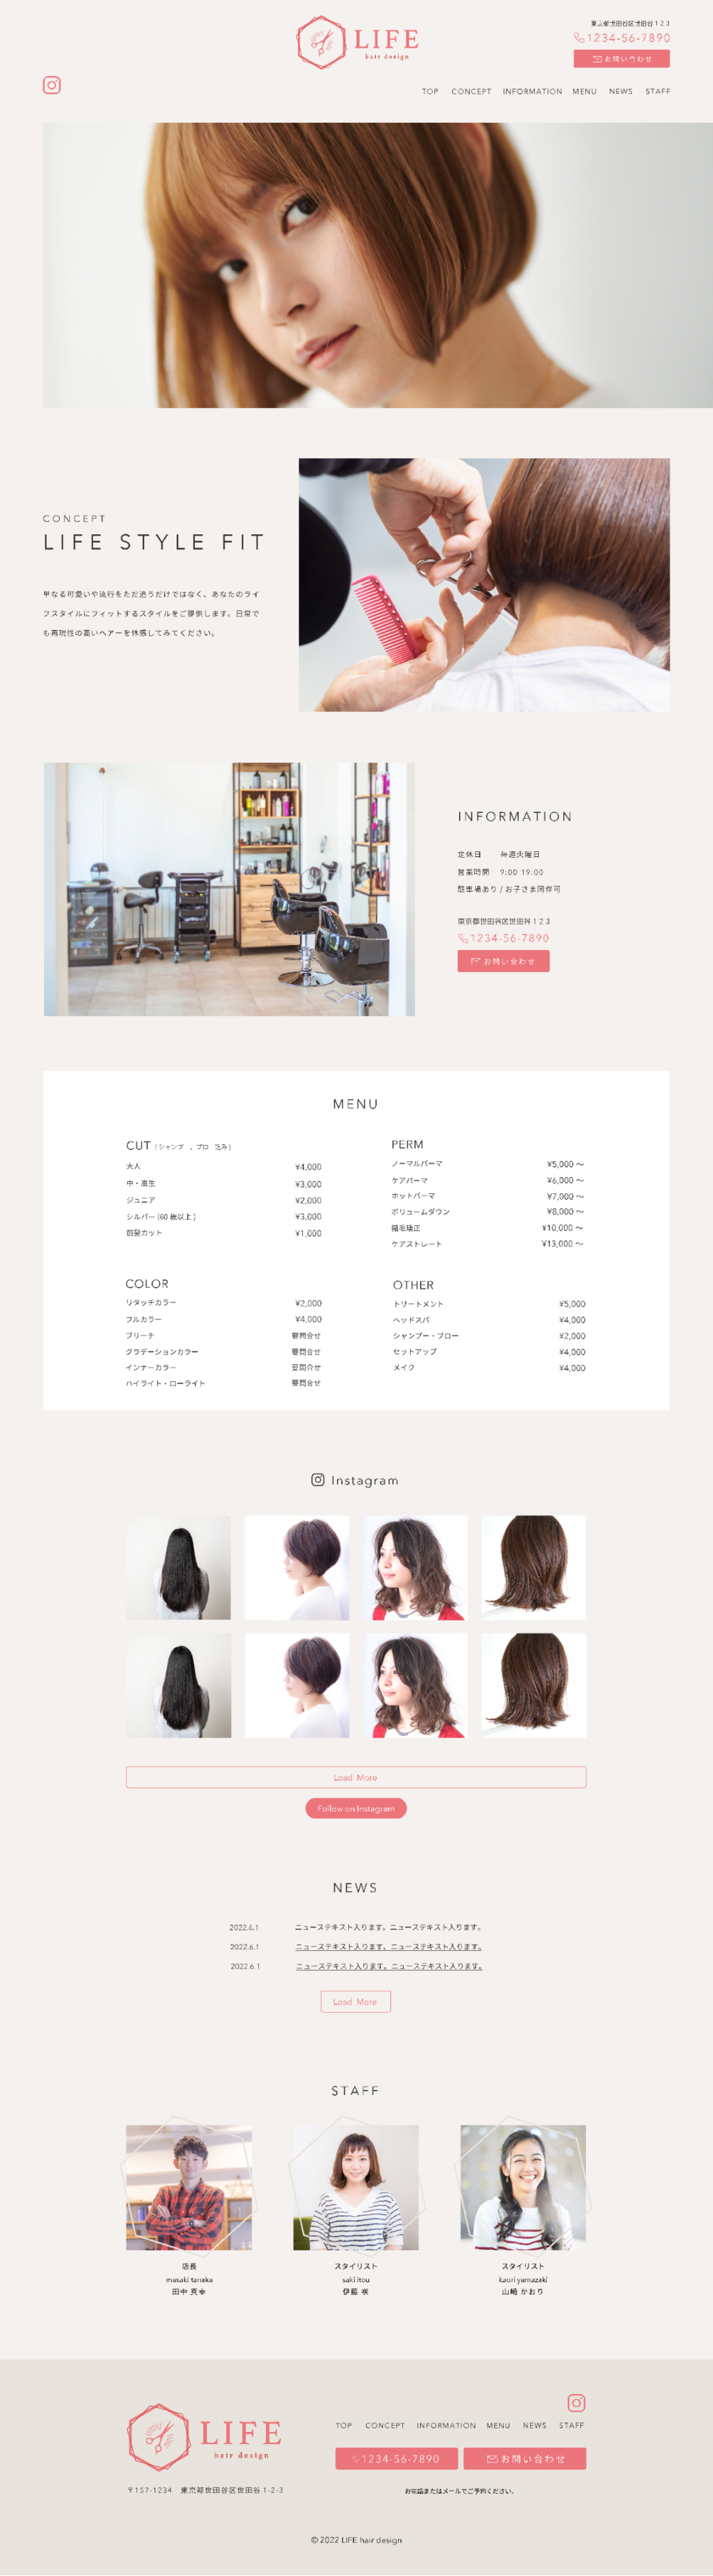 LIFE
hair design
東京都世田谷区世田谷 1 2 3
1234-56-7890
お問い合わせ
TOP CONCEPT INFORMATION MENU NEWS STAFF
CONCEPT
LIFE STYLE FIT
単なる可愛いや流行をただ追うだけではなく、あなたのライ
フスタイルにフィットするスタイルをご提供します。日常で
も再現性の高いヘアーを体感してみてください。
INFORMATION
定休日 毎週火曜日
営業時間 9:00 19:00
駐車場あり / お子さま同伴可
東京都世田谷区世田谷 1 2 3
1234-56-7890
お問い合わせ
MENU
CUT (シャンプ 、ブロ 込み)
大人 ¥4,000
中・高生 ¥3,000
ジュニア ¥2,000
シルバー (60 歳以上) ¥3,000
前髪カット ¥1,000
PERM
ノーマルパーマ ¥5,000 〜
ケアパーマ ¥6,000 〜
ホットパーマ ¥7,000 〜
ボリュームダウン ¥8,000 〜
縮毛矯正 ¥10,000 〜
ケアストレート ¥13,000 〜
COLOR
リタッチカラー ¥2,000
フルカラー ¥4,000
ブリーチ 要問合せ
グラデーションカラー 要問合せ
インナーカラー 要問合せ
ハイライト・ローライト 要問合せ
OTHER
トリートメント ¥5,000
ヘッドスパ ¥4,000
シャンプー・ブロー ¥2,000
セットアップ ¥4,000
メイク ¥4,000
Instagram
Load More
Follow on Instagram
NEWS
2022.6.1 ニューステキスト入ります。ニューステキスト入ります。
2022.6.1 ニューステキスト入ります。ニューステキスト入ります。
2022.6.1 ニューステキスト入ります。ニューステキスト入ります。
Load More
STAFF
店長
masaki tanaka
田中 真幸
スタイリスト
saki itou
伊藤 咲
スタイリスト
kaori yamazaki
山崎 かおり
LIFE
hair design
〒157-1234 東京都世田谷区世田谷 1-2-3
TOP CONCEPT INFORMATION MENU NEWS STAFF
1234-56-7890
お問い合わせ
お電話またはメールでご予約ください。
© 2022 LIFE hair design